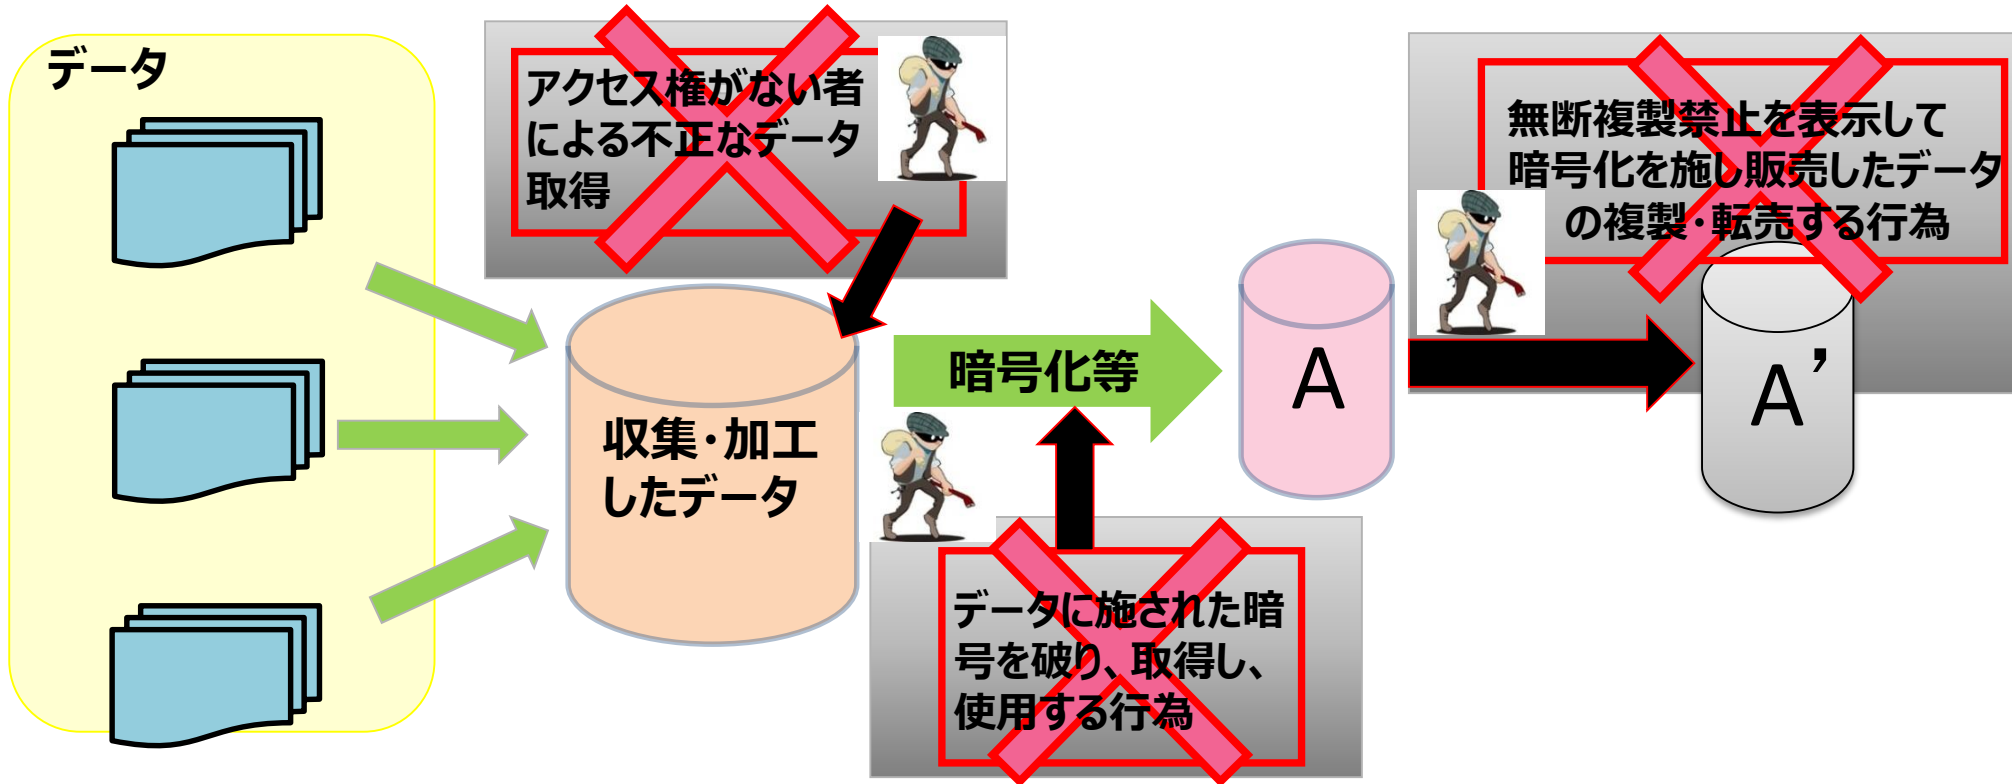 データ
アクセス権がない者
による不正なデータ
取得
無断複製禁止を表示して
暗号化を施し販売したデータ
の複製・転売する行為
収集・加工
したデータ
暗号化等
A
A’
データに施された暗
号を破り、取得し、
使用する行為